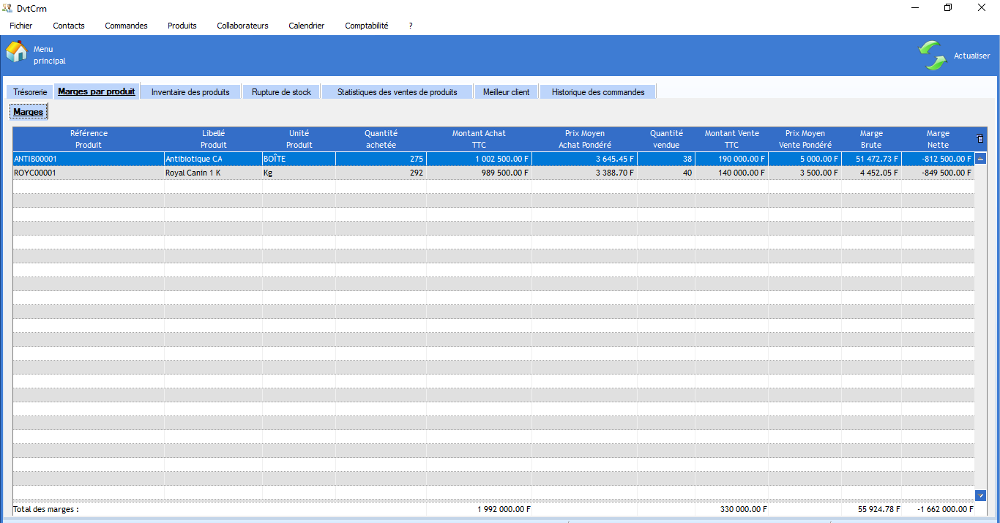 DvtCrm
Fichier Contacts Commandes Produits Collaborateurs Calendrier Comptabilité ?
Menu
principal
Actualiser
Trésorerie Marges par produit Inventaire des produits Rupture de stock Statistiques des ventes de produits Meilleur client Historique des commandes
Marges
Référence Libellé Unité Quantité Montant Achat Prix Moyen Quantité Montant Vente Prix Moyen Marge Marge
Produit Produit Produit achetée TTC Achat Pondéré vendue TTC Vente Pondéré Brute Nette
ANTIB00001 Antibiotique CA BOÎTE 275 1 002 500.00 F 3 645.45 F 38 190 000.00 F 5 000.00 F 51 472.73 F -812 500.00 F
ROYC00001 Royal Canin 1 K Kg 292 989 500.00 F 3 388.70 F 40 140 000.00 F 3 500.00 F 4 452.05 F -849 500.00 F
Total des marges : 1 992 000.00 F 330 000.00 F 55 924.78 F -1 662 000.00 F